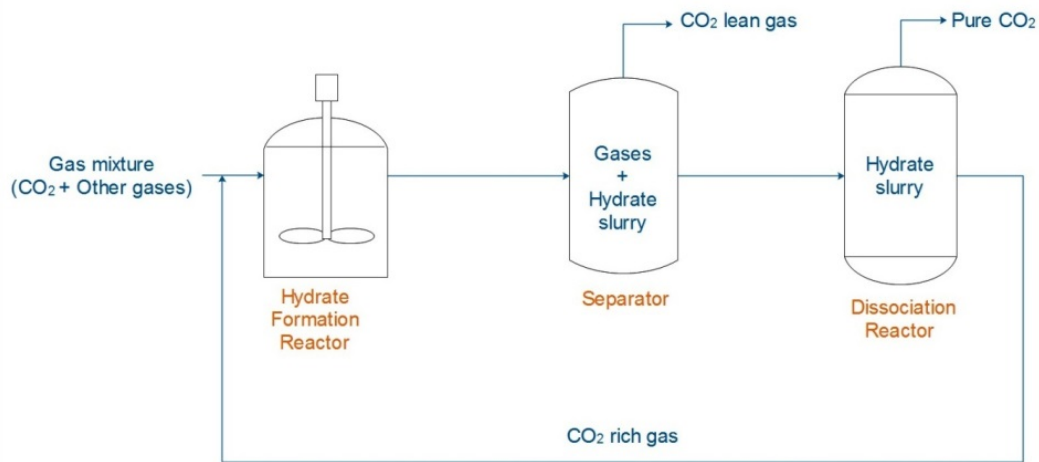 CO₂ lean gas
Pure CO₂
Gas mixture
(CO₂ + Other gases)
Gases
+
Hydrate
slurry
Hydrate
slurry
Hydrate
Formation
Reactor
Separator
Dissociation
Reactor
CO₂ rich gas